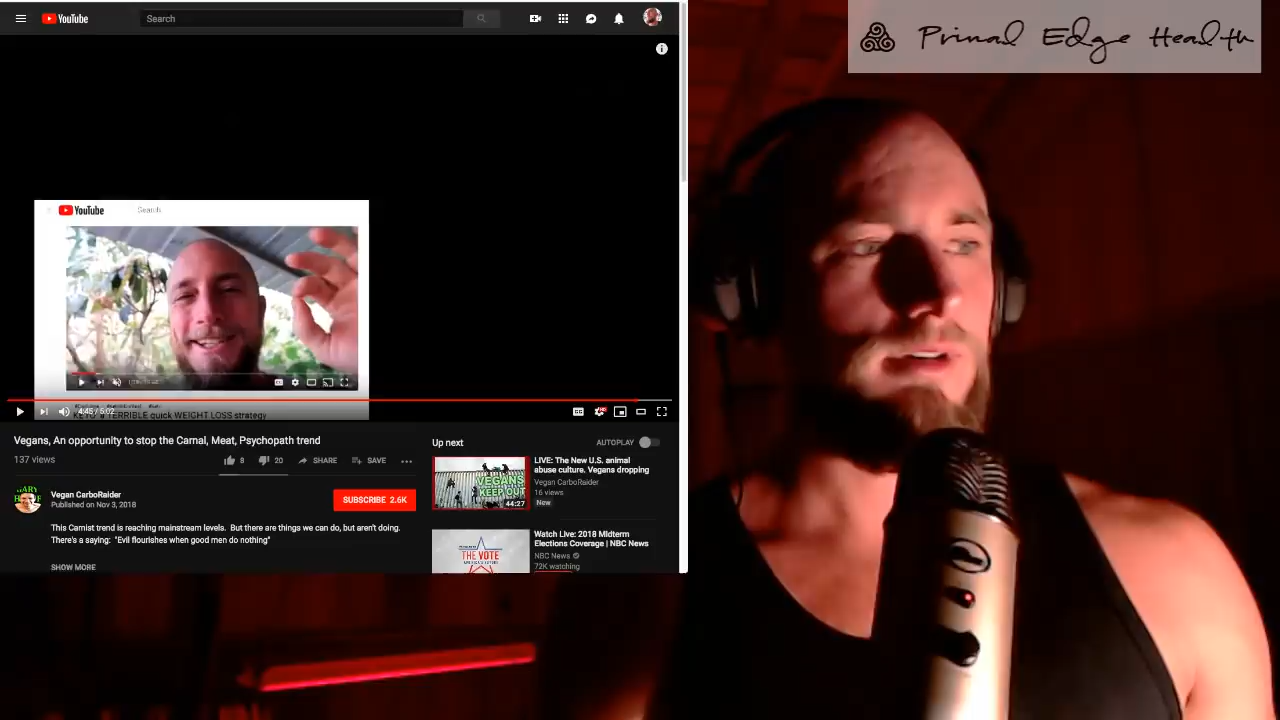 YouTube
Search
Primal Edge Health
YouTube
Search
KETO: a TERRIBLE quick WEIGHT LOSS strategy
4:45 / 5:02
Vegans, An opportunity to stop the Carnal, Meat, Psychopath trend
137 views
8
20
SHARE
SAVE
Vegan CarboRaider
Published on Nov 3, 2018
SUBSCRIBE 2.6K
This Carnist trend is reaching mainstream levels. But there are things we can do, but aren't doing.
There's a saying: "Evil flourishes when good men do nothing"
SHOW MORE
Up next
AUTOPLAY
VEGANS
KEEP OUT
44:27
LIVE: The New U.S. animal
abuse culture. Vegans dropping
Vegan CarboRaider
16 views
New
THE VOTE
Watch Live: 2018 Midterm
Elections Coverage | NBC News
NBC News
72K watching